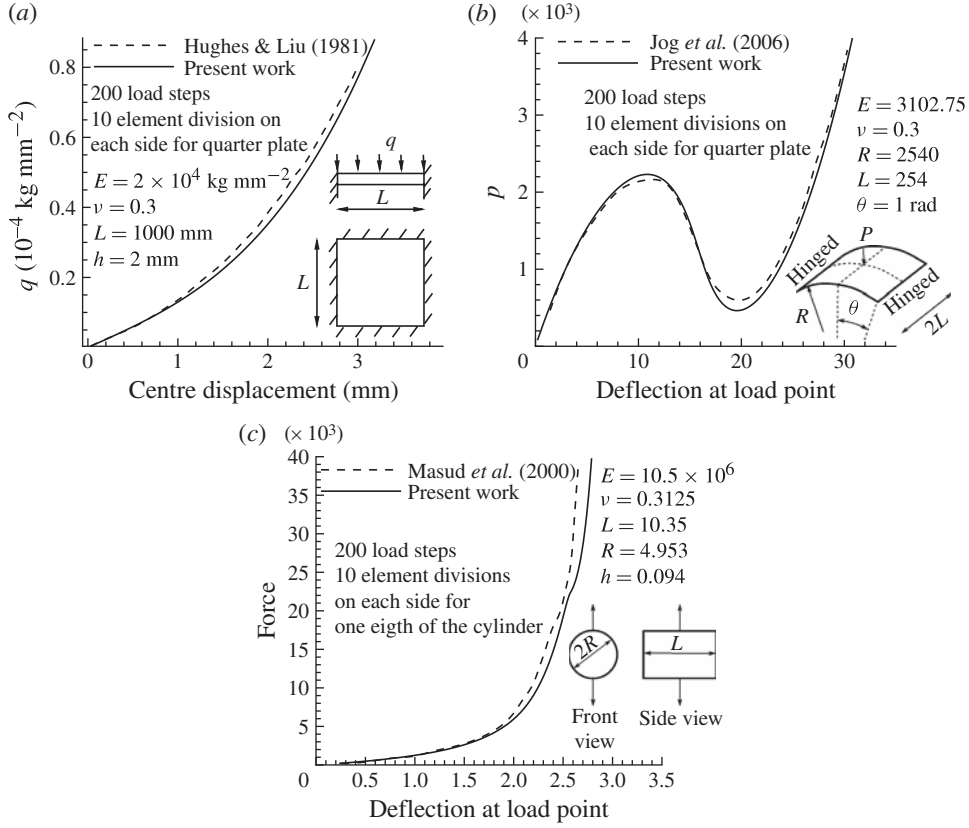 (a)
Hughes & Liu (1981)
Present work
200 load steps
10 element division on
each side for quarter plate
E = 2 × 10⁴ kg mm⁻²
ν = 0.3
L = 1000 mm
h = 2 mm
q
L
L
q (10⁻⁴ kg mm⁻²)
0.8
0.6
0.4
0.2
0
1
2
3
Centre displacement (mm)
(b)
(× 10³)
Jog et al. (2006)
Present work
200 load steps
10 element divisions on
each side for quarter plate
E = 3102.75
ν = 0.3
R = 2540
L = 254
θ = 1 rad
P
Hinged
Hinged
R
θ
2L
p
4
2
1
0
10
20
30
Deflection at load point
(c)
(× 10³)
Masud et al. (2000)
Present work
200 load steps
10 element divisions
on each side for
one eigth of the cylinder
E = 10.5 × 10⁶
ν = 0.3125
L = 10.35
R = 4.953
h = 0.094
2R
L
Front
view
Side view
Force
40
35
30
25
20
15
10
5
0
0.5
1.0
1.5
2.0
2.5
3.0
3.5
Deflection at load point